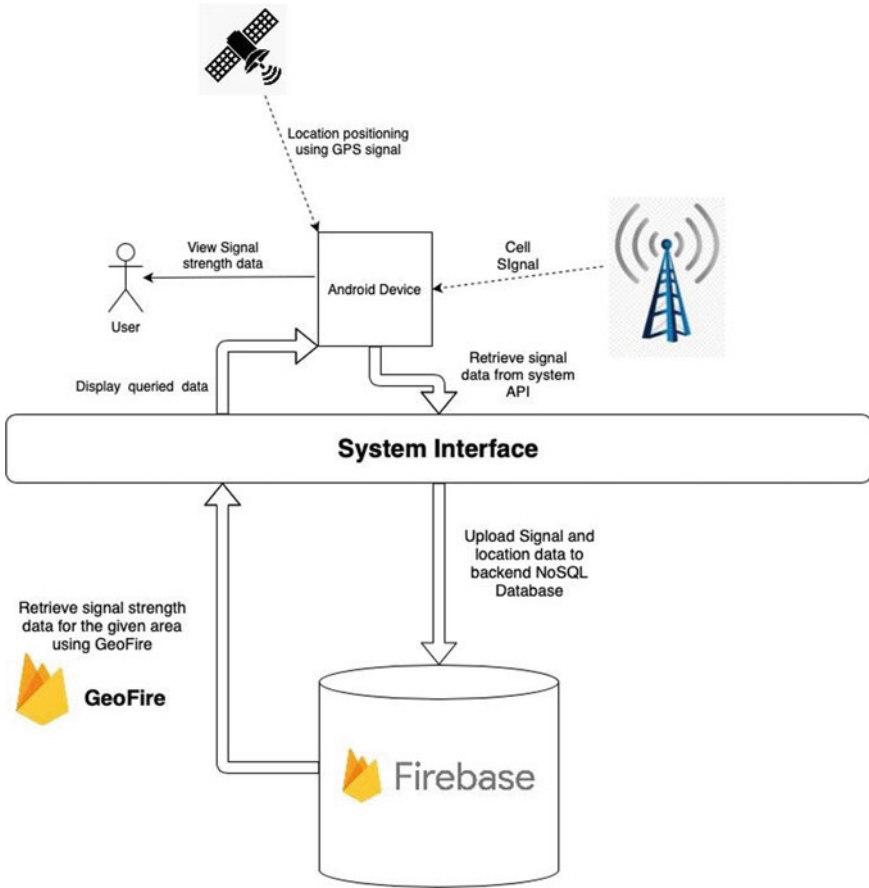 Location positioning
using GPS signal
View Signal
strength data
Cell
SIgnal
Android Device
User
Display queried data
Retrieve signal
data from system
API
System Interface
Upload Signal and
location data to
backend NoSQL
Database
Retrieve signal strength
data for the given area
using GeoFire
GeoFire
Firebase